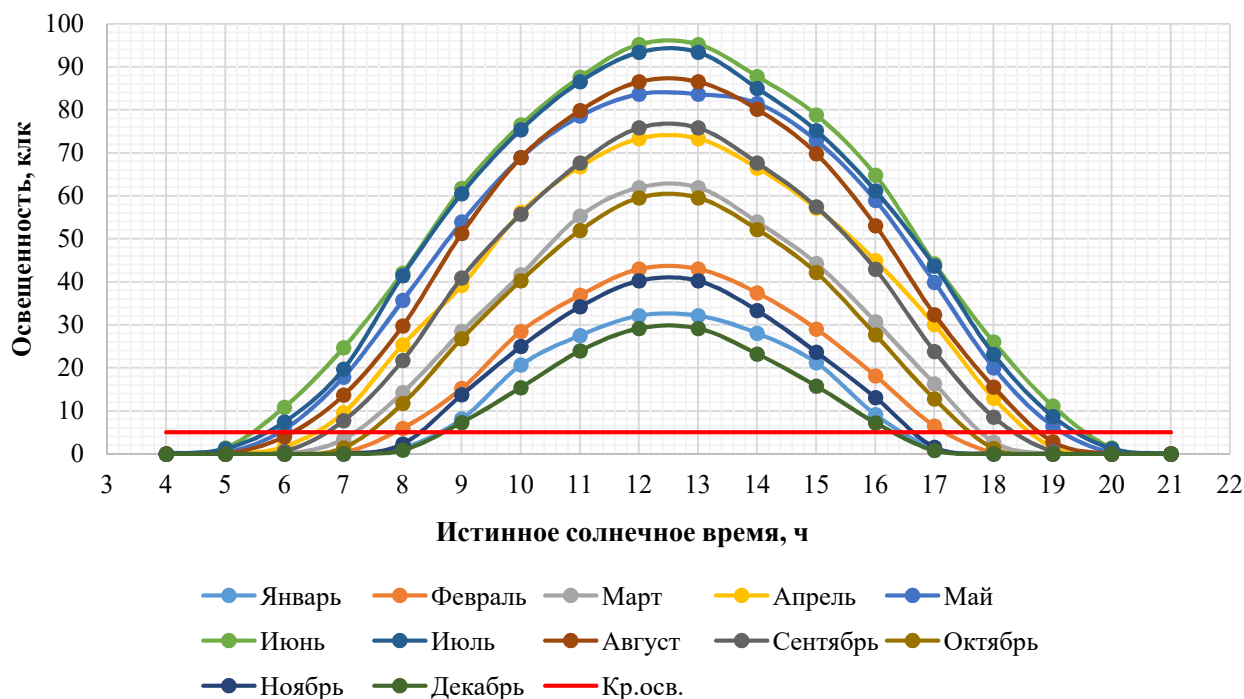 100
90
80
70
60
50
40
30
20
10
0
Освещенность, клк
3 4 5 6 7 8 9 10 11 12 13 14 15 16 17 18 19 20 21 22
Истинное солнечное время, ч
Январь Февраль Март Апрель Май
Июнь Июль Август Сентябрь Октябрь
Ноябрь Декабрь Кр.осв.